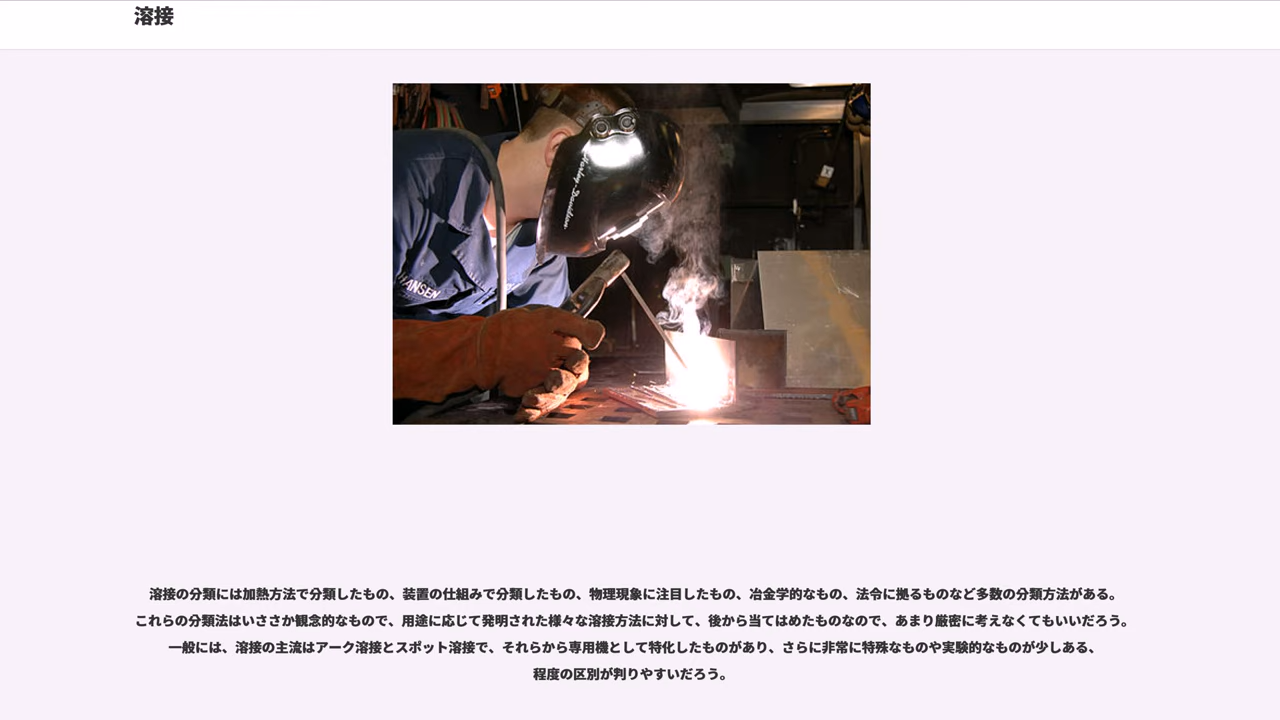 溶接
Harley-Davidson
HANSEN
溶接の分類には加熱方法で分類したもの、装置の仕組みで分類したもの、物理現象に注目したもの、冶金学的なもの、法令に拠るものなど多数の分類方法がある。
これらの分類法はいささか観念的なもので、用途に応じて発明された様々な溶接方法に対して、後から当てはめたものなので、あまり厳密に考えなくてもいいだろう。
一般には、溶接の主流はアーク溶接とスポット溶接で、それらから専用機として特化したものがあり、さらに非常に特殊なものや実験的なものが少しある、
程度の区別が判りやすいだろう。